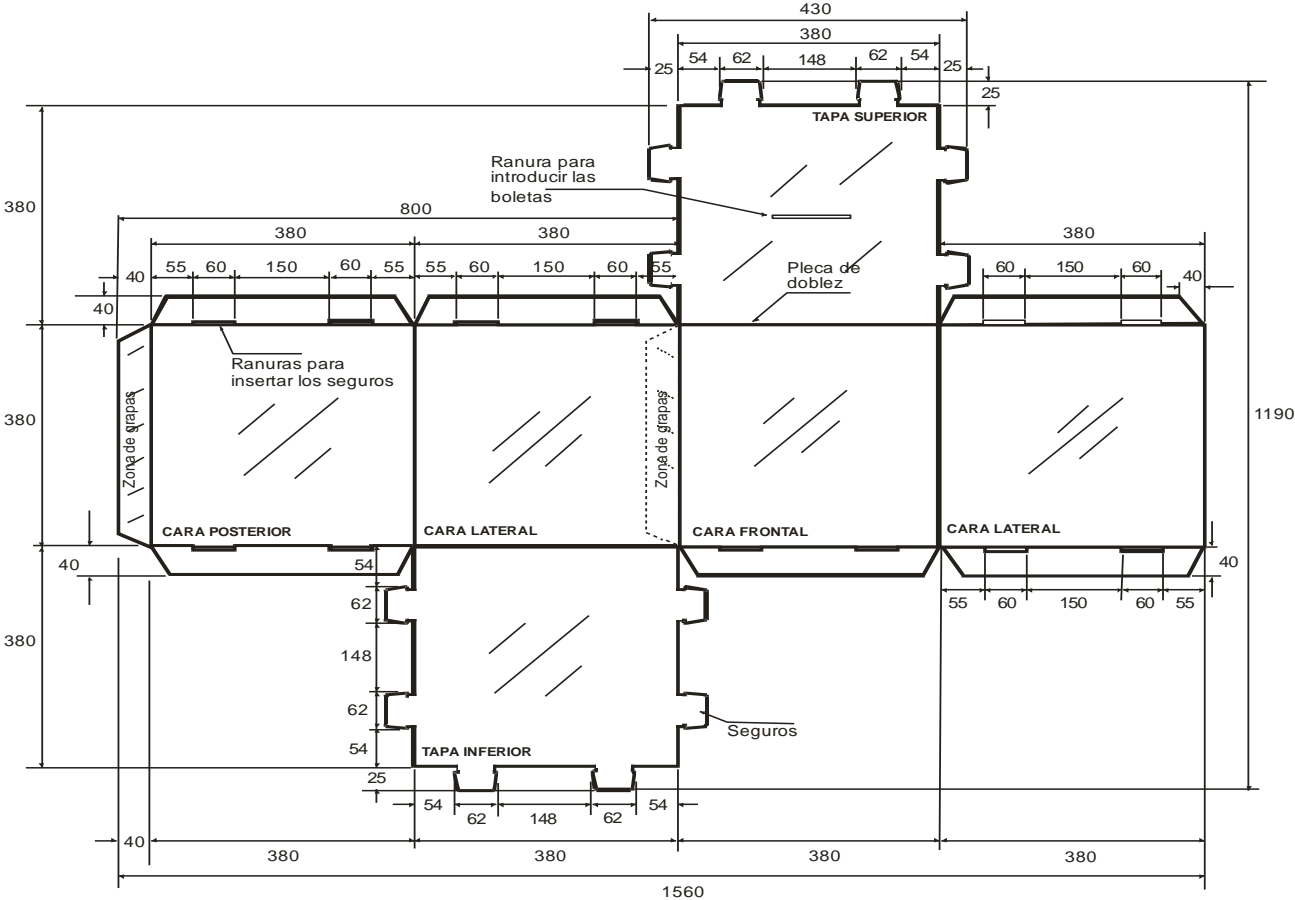 430
380
54 62 148 62 54
25 25
25
TAPA SUPERIOR
Ranura para
introducir las
boletas
380
800
380 380 380
40 55 60 150 60 55 55 60 150 60 55
Pleca de
doblez
60 150 60 40
40
Ranuras para
insertar los seguros
380
1190
Zona de grapas
Zona de grapas
CARA POSTERIOR
CARA LATERAL
CARA FRONTAL
CARA LATERAL
40
54
40
62
55 60 150 60 55
380
148
62
Seguros
54
TAPA INFERIOR
25
54 62 148 62 54
40 380 380 380 380
1560